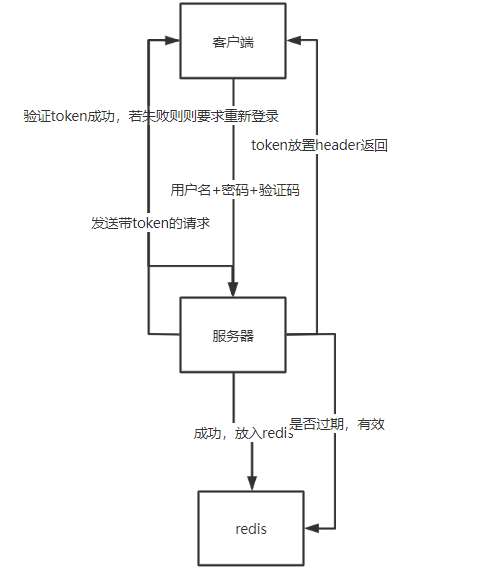 客户端
验证token成功，若失败则则要求重新登录
token放置header返回
用户名+密码+验证码
发送带token的请求
服务器
是否过期，有效
成功，放入redis
redis